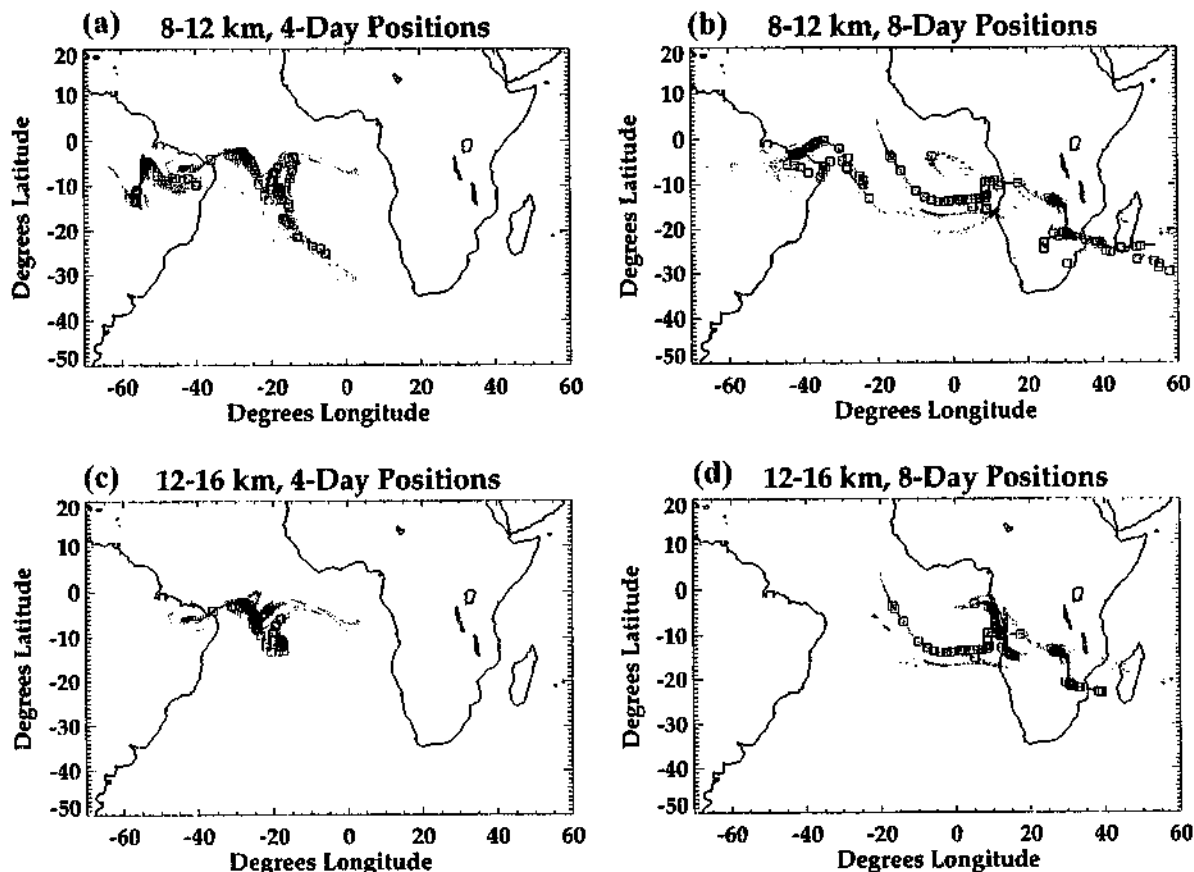 (a) 8-12 km, 4-Day Positions
20
10
0
-10
-20
-30
-40
-50
Degrees Latitude
-60 -40 -20 0 20 40 60
Degrees Longitude
(b) 8-12 km, 8-Day Positions
20
10
0
-10
-20
-30
-40
-50
Degrees Latitude
-60 -40 -20 0 20 40 60
Degrees Longitude
(c) 12-16 km, 4-Day Positions
20
10
0
-10
-20
-30
-40
-50
Degrees Latitude
-60 -40 -20 0 20 40 60
Degrees Longitude
(d) 12-16 km, 8-Day Positions
20
10
0
-10
-20
-30
-40
-50
Degrees Latitude
-60 -40 -20 0 20 40 60
Degrees Longitude